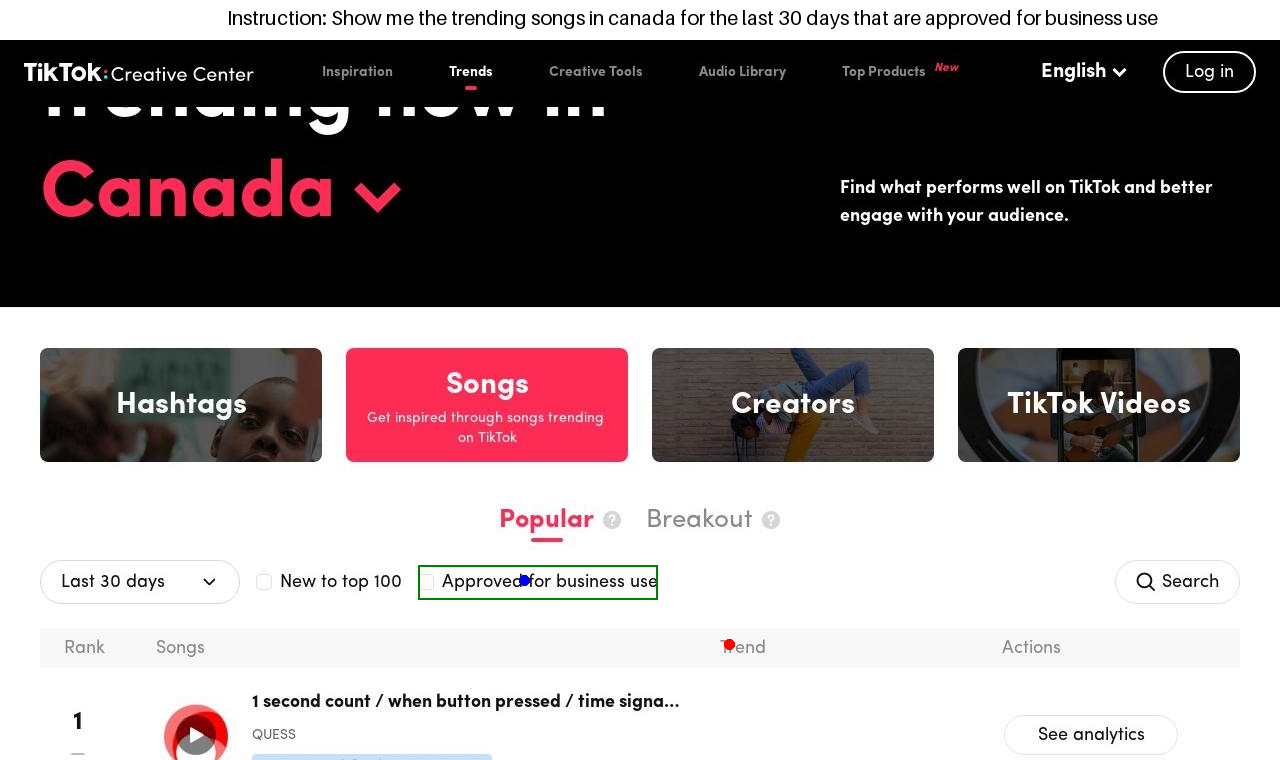 Instruction: Show me the trending songs in canada for the last 30 days that are approved for business use
TikTok: Creative Center
Inspiration
Trends
Creative Tools
Audio Library
Top Products New
English
Log in
Trending now in
Canada
Find what performs well on TikTok and better
engage with your audience.
Hashtags
Songs
Get inspired through songs trending
on TikTok
Creators
TikTok Videos
Popular ?
Breakout ?
Last 30 days
New to top 100
Approved for business use
Search
Rank
Songs
Trend
Actions
1
1 second count / when button pressed / time signa...
QUESS
See analytics